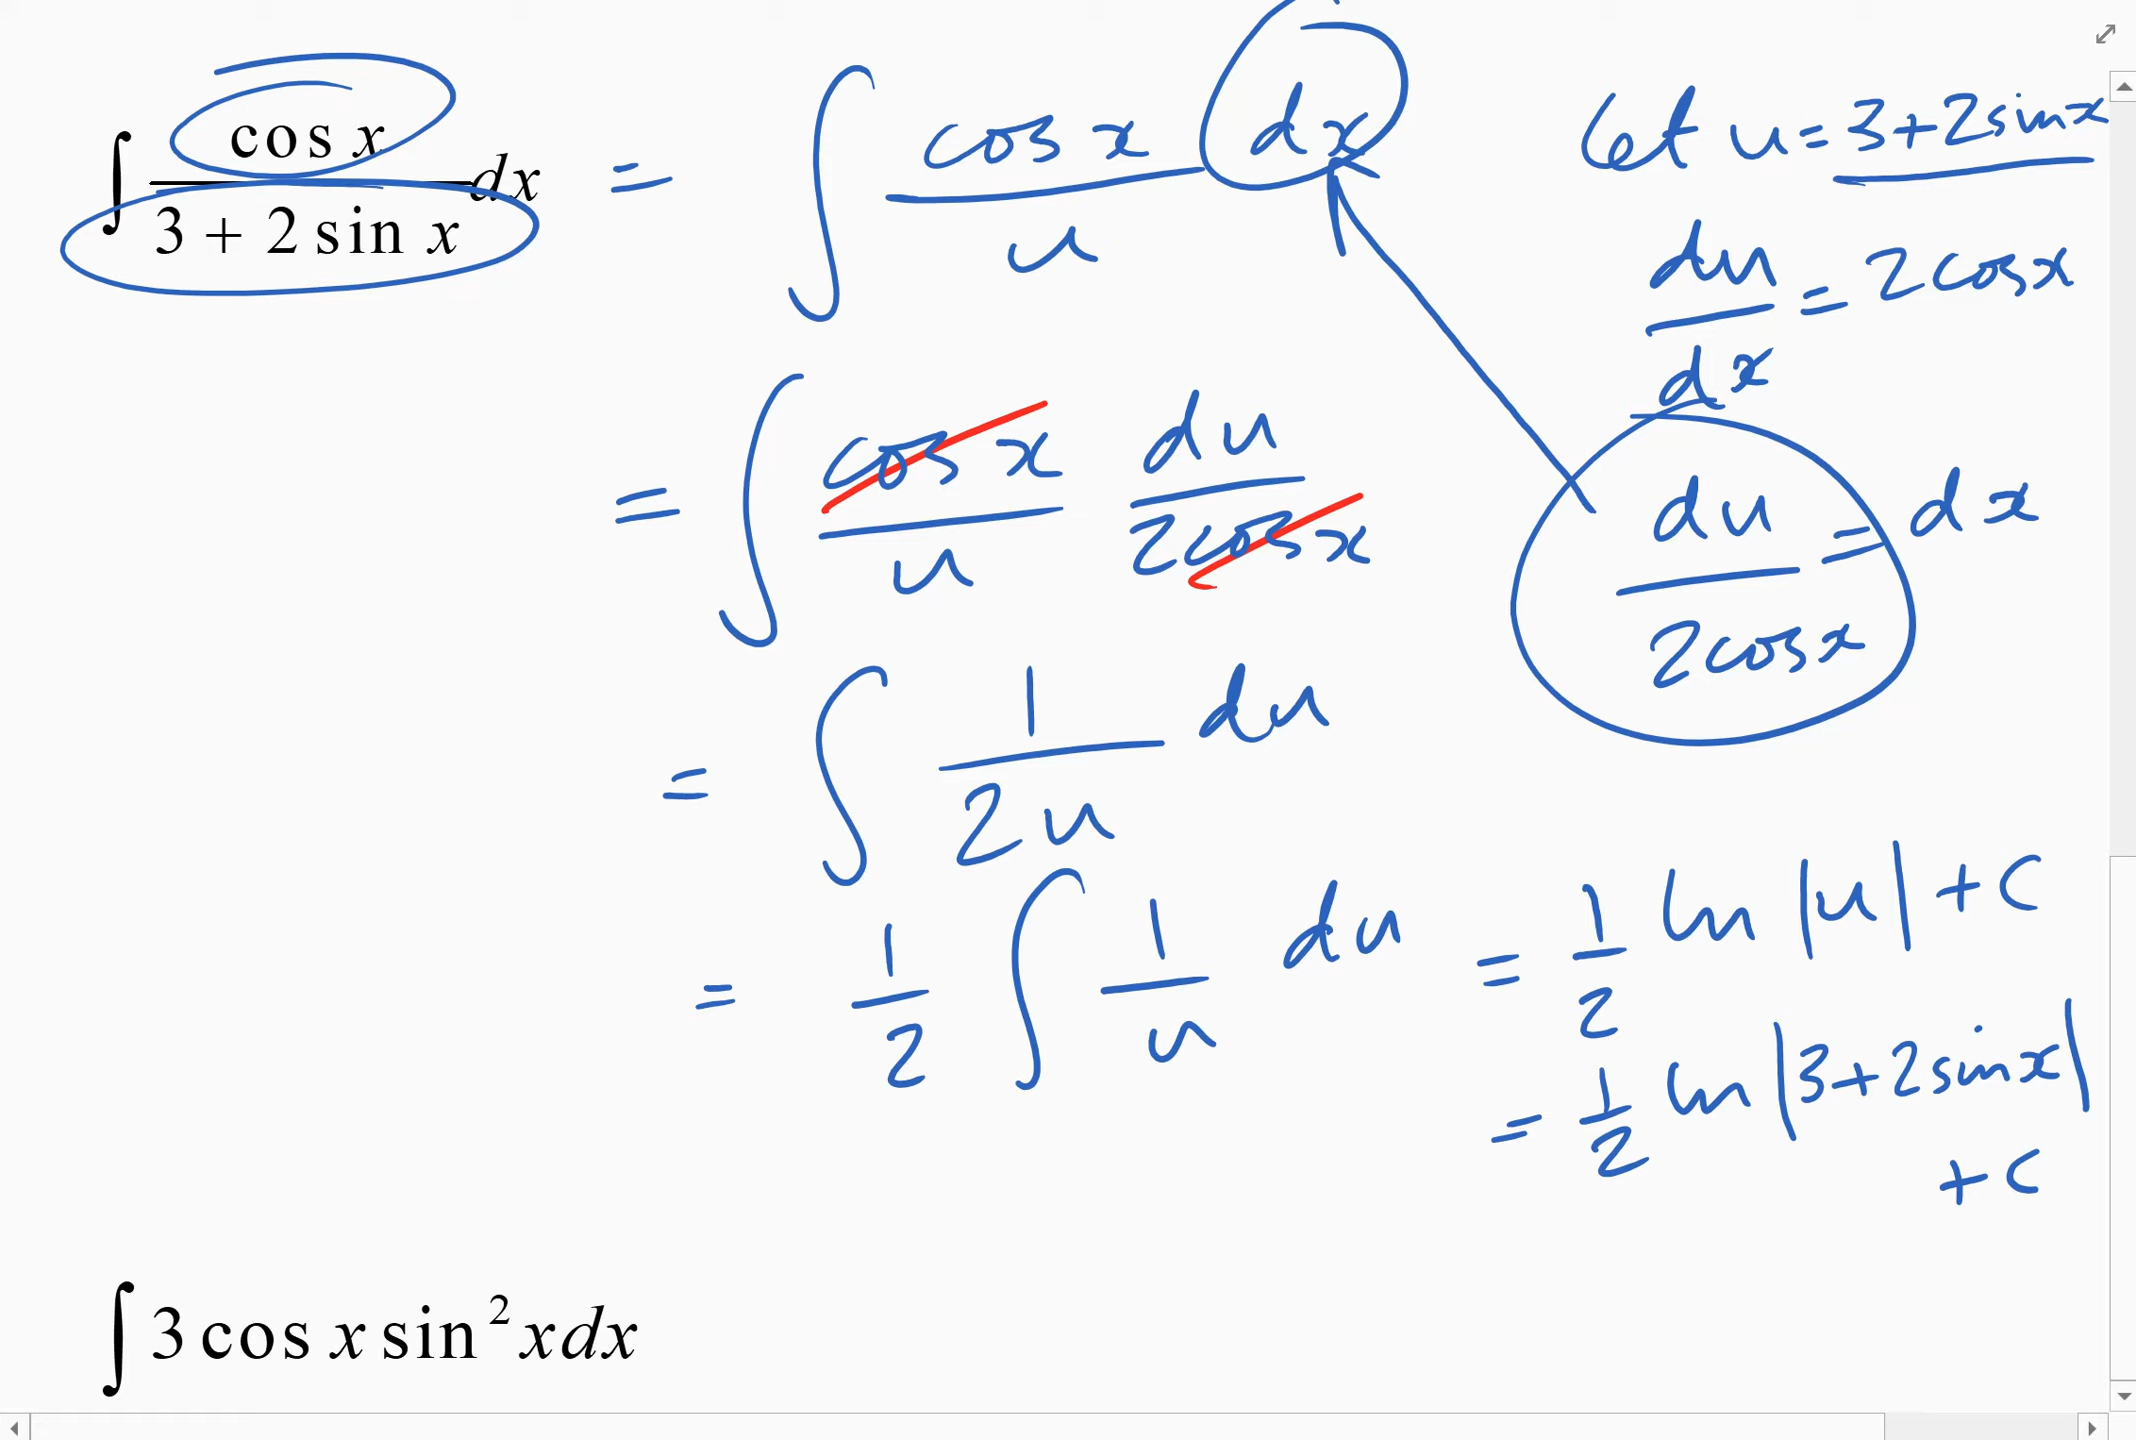 ∫ cos x / (3 + 2 sin x) dx = ∫ cos x / u dx
let u = 3 + 2sinx
du/dx = 2cosx
du / 2cosx = dx
= ∫ cos x / u du / 2cosx
= ∫ 1 / 2u du
= 1/2 ∫ 1/u du = 1/2 ln |u| + c
= 1/2 ln |3 + 2sinx|
+ c
∫ 3 cos x sin² x dx